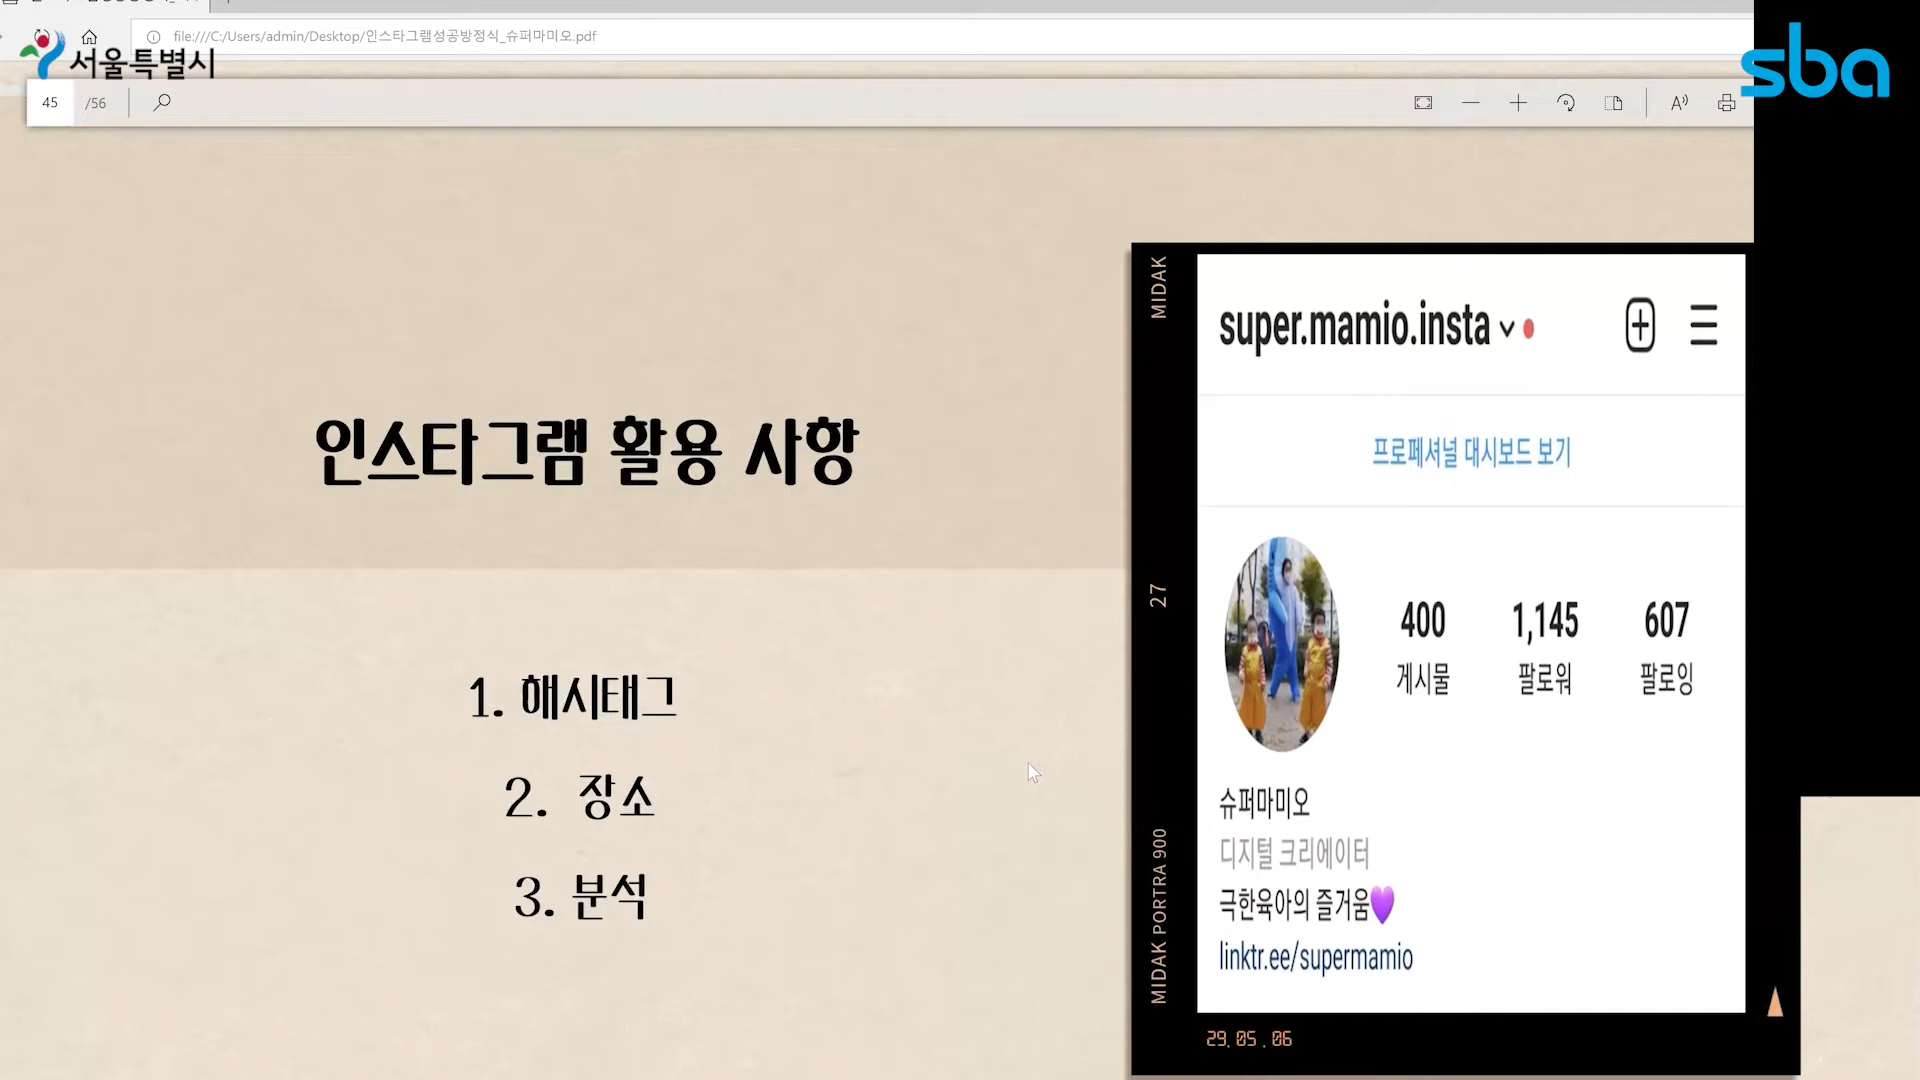 file:///C:/Users/admin/Desktop/인스타그램성공방정식_슈퍼마미오.pdf
서울특별시
sba
45 /56
인스타그램 활용 사항
1. 해시태그
2. 장소
3. 분석
MIDAK
27
MIDAK PORTRA 900
super.mamio.insta
프로페셔널 대시보드 보기
400 1,145 607
게시물 팔로워 팔로잉
슈퍼마미오
디지털 크리에이터
극한육아의 즐거움💜
linktr.ee/supermamio
29. 05 . 06